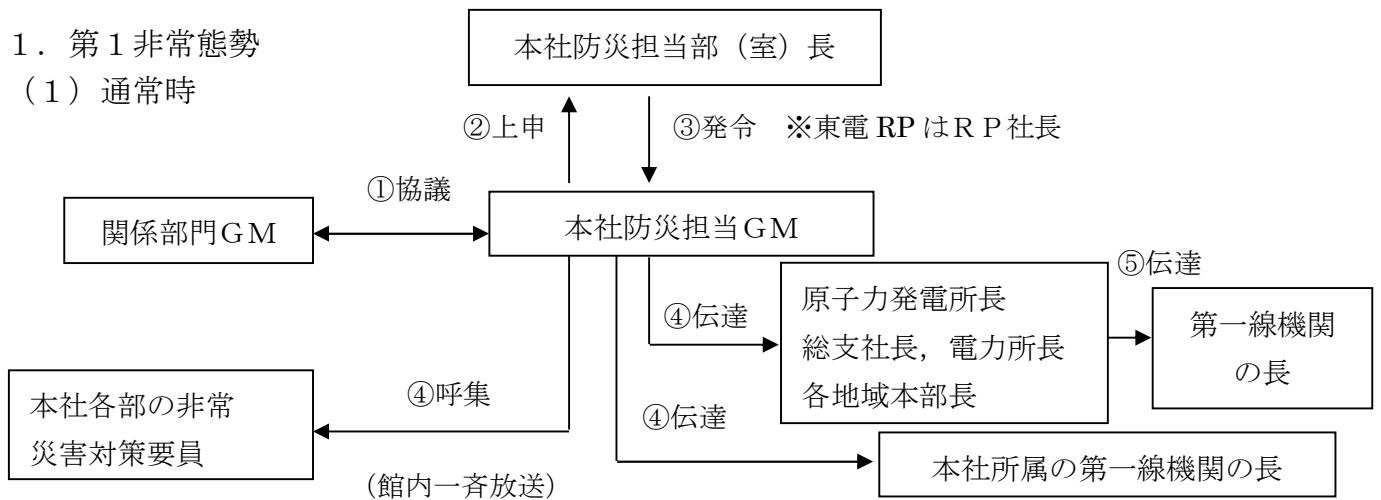 1．第1非常態勢
（1）通常時
本社防災担当部（室）長
②上申
③発令　※東電 RP はＲＰ社長
①協議
関係部門ＧＭ
本社防災担当ＧＭ
⑤伝達
④伝達
原子力発電所長
総支社長，電力所長
各地域本部長
第一線機関
の長
④呼集
④伝達
本社各部の非常
災害対策要員
（館内一斉放送）
本社所属の第一線機関の長